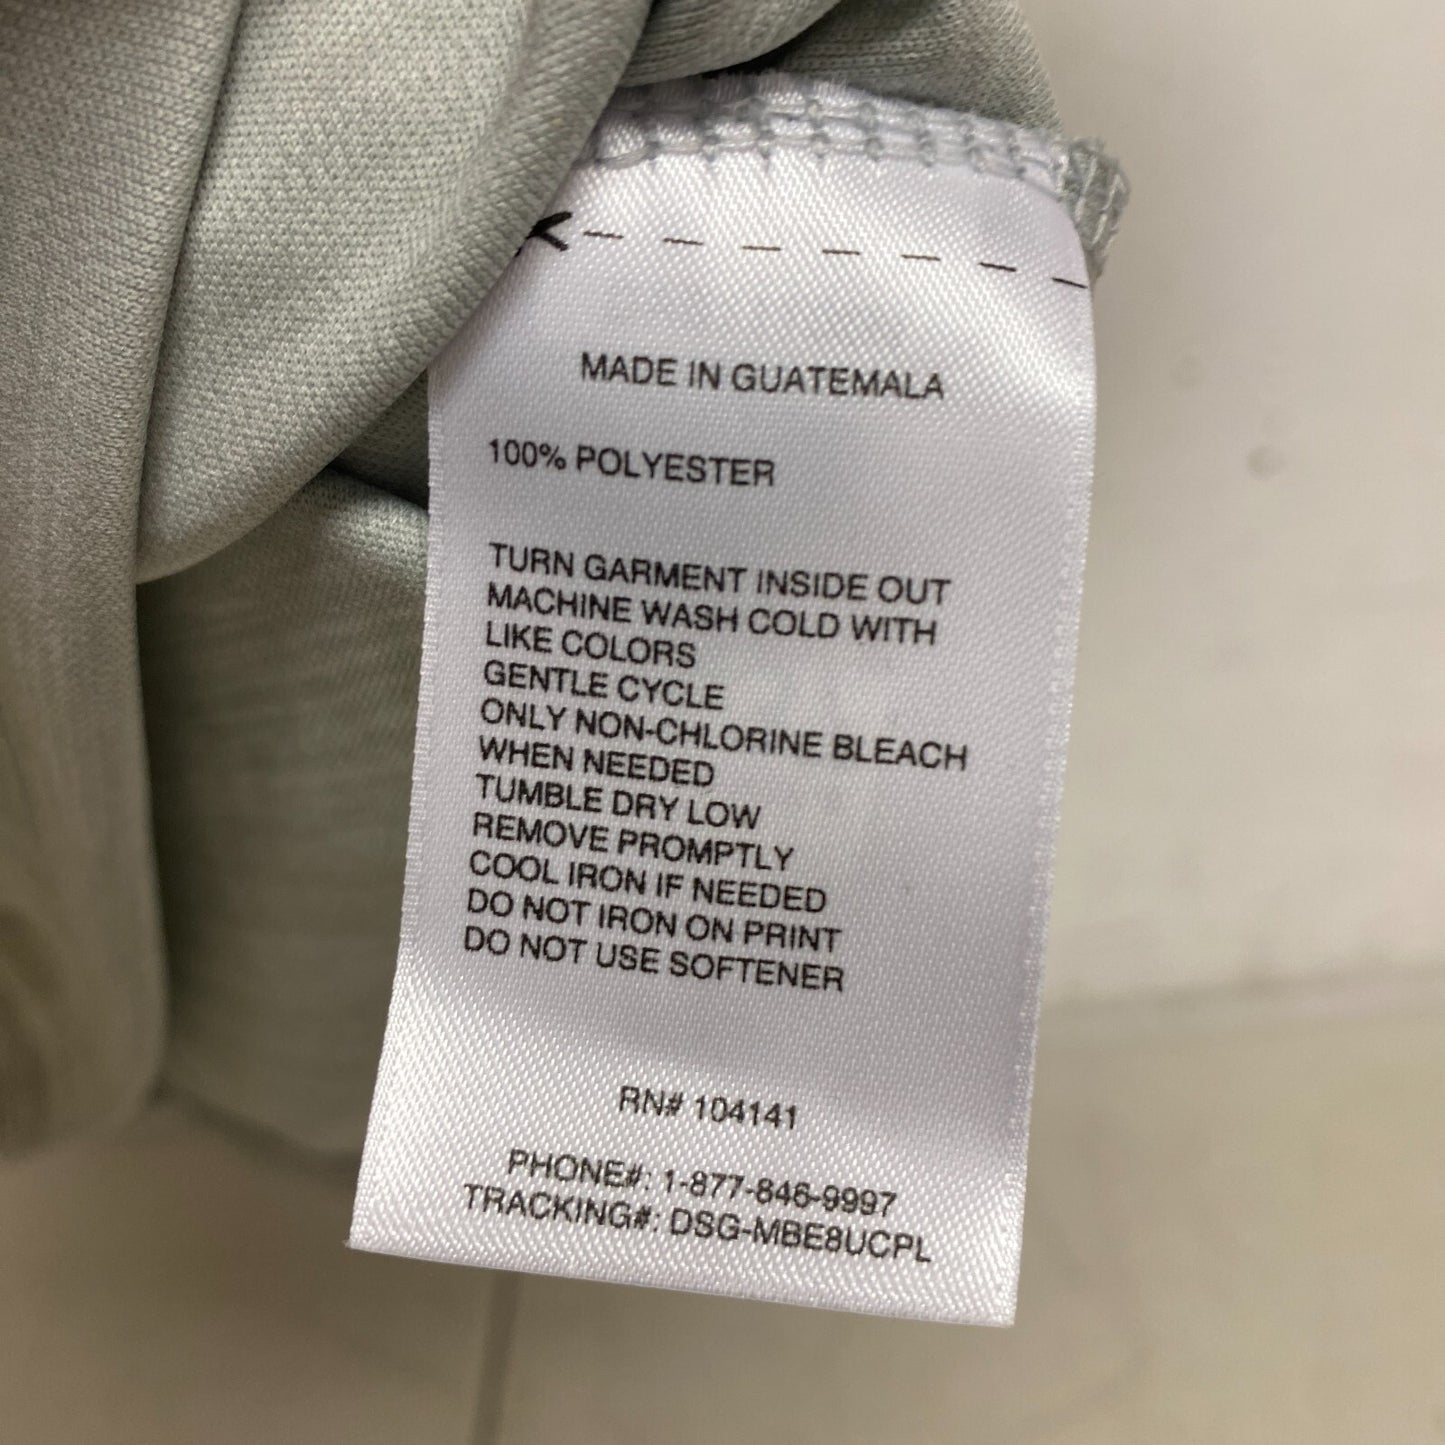 MADE IN GUATEMALA
100% POLYESTER
TURN GARMENT INSIDE OUT
MACHINE WASH COLD WITH
LIKE COLORS
GENTLE CYCLE
ONLY NON-CHLORINE BLEACH
WHEN NEEDED
TUMBLE DRY LOW
REMOVE PROMPTLY
COOL IRON IF NEEDED
DO NOT IRON ON PRINT
DO NOT USE SOFTENER
RN# 104141
PHONE#: 1-877-846-9997
TRACKING#: DSG-MBE8UCPL